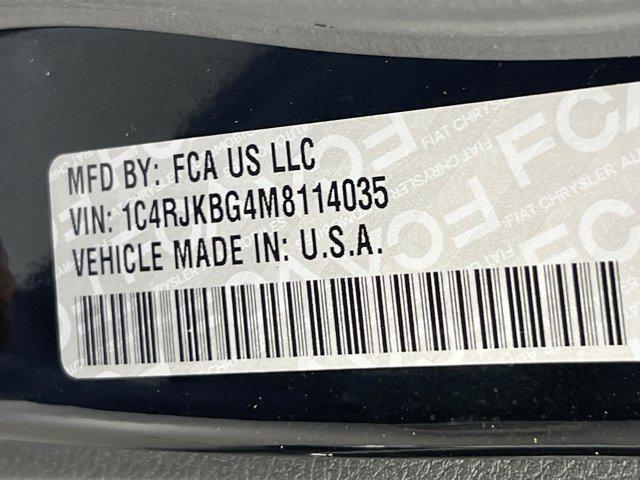 MFD BY: FCA US LLC
VIN: 1C4RJKBG4M8114035
VEHICLE MADE IN: U.S.A.